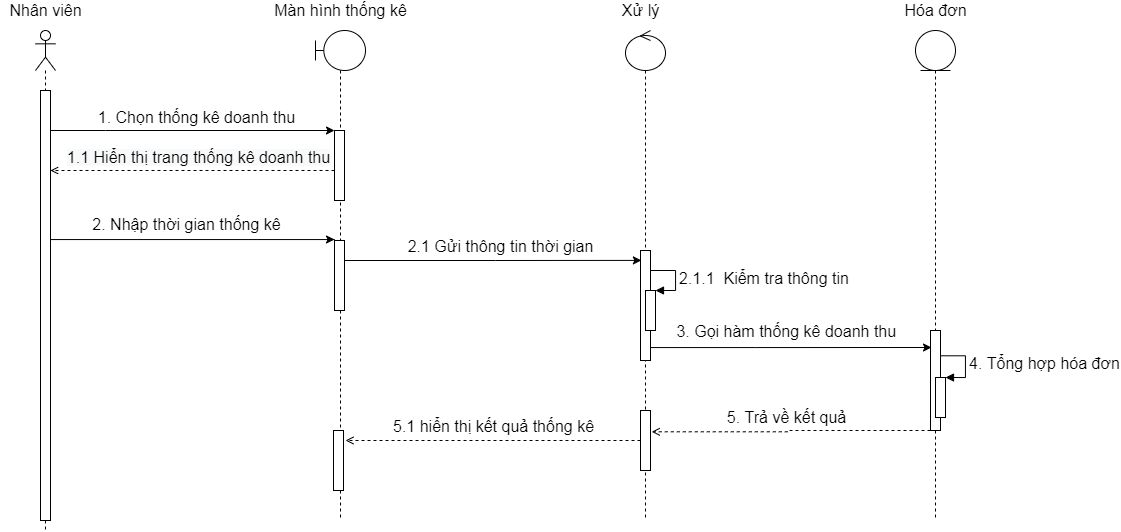 Nhân viên
Màn hình thống kê
Xử lý
Hóa đơn
1. Chọn thống kê doanh thu
1.1 Hiển thị trang thống kê doanh thu
2. Nhập thời gian thống kê
2.1 Gửi thông tin thời gian
2.1.1 Kiểm tra thông tin
3. Gọi hàm thống kê doanh thu
4. Tổng hợp hóa đơn
5. Trả về kết quả
5.1 hiển thị kết quả thống kê